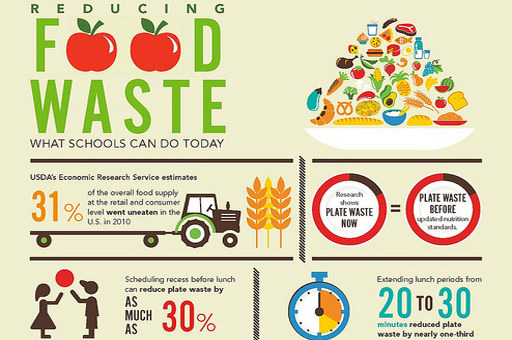 REDUCING
FOOD
WASTE
WHAT SCHOOLS CAN DO TODAY
USDA's Economic Research Service estimates
31%
of the overall food supply
at the retail and consumer
level went uneaten in the
U.S. in 2010
Research
shows
PLATE WASTE
NOW
=
PLATE WASTE
BEFORE
updated nutrition
standards.
Scheduling recess before lunch
can reduce plate waste by
AS
MUCH
AS
30%
Extending lunch periods from
20 TO 30
minutes reduced plate
waste by nearly one-third